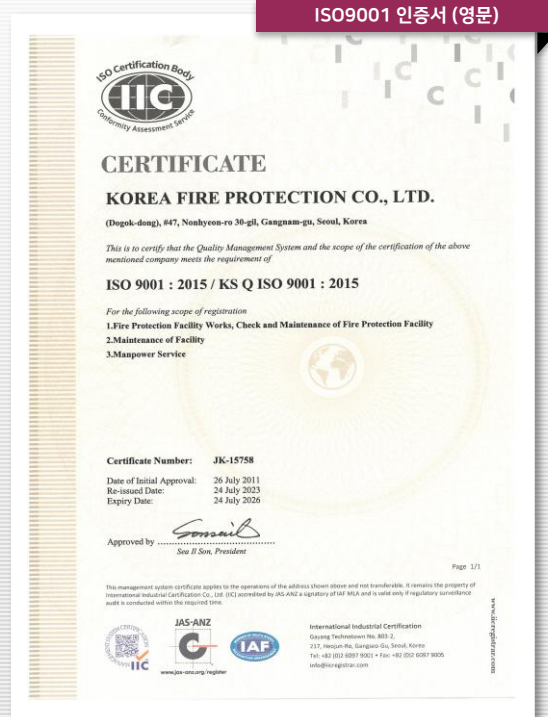 ISO9001 인증서 (영문)
ISO Certification Body
IIC
Conformity Assessment Service
CERTIFICATE
KOREA FIRE PROTECTION CO., LTD.
(Dogok-dong), #47, Nonhyeon-ro 30-gil, Gangnam-gu, Seoul, Korea
This is to certify that the Quality Management System and the scope of the certification of the above
mentioned company meets the requirement of
ISO 9001 : 2015 / KS Q ISO 9001 : 2015
For the following scope of registration
1.Fire Protection Facility Works, Check and Maintenance of Fire Protection Facility
2.Maintenance of Facility
3.Manpower Service
Certificate Number: JK-15758
Date of Initial Approval: 26 July 2011
Re-issued Date: 24 July 2023
Expiry Date: 24 July 2026
Approved by
Sea Il Son, President
Page 1/1
This management system certificate applies to the operations of the address shown above and not transferable. It remains the property of
International Industrial Certification Co., Ltd. (IIC) accredited by JAS-ANZ a signatory of IAF MLA and is valid only if regulatory surveillance
audit is conducted within the required time.
www.iicregistrar.com
IIC
JAS-ANZ
www.jas-anz.org/register
IAF
International Industrial Certification
Gayang Technotown No. 803-2,
217, Heojun-Ro, Gangseo-Gu, Seoul, Korea
Tel: +82 (0)2 6097 9001 • Fax: +82 (0)2 6097 9005
info@iicregistrar.com